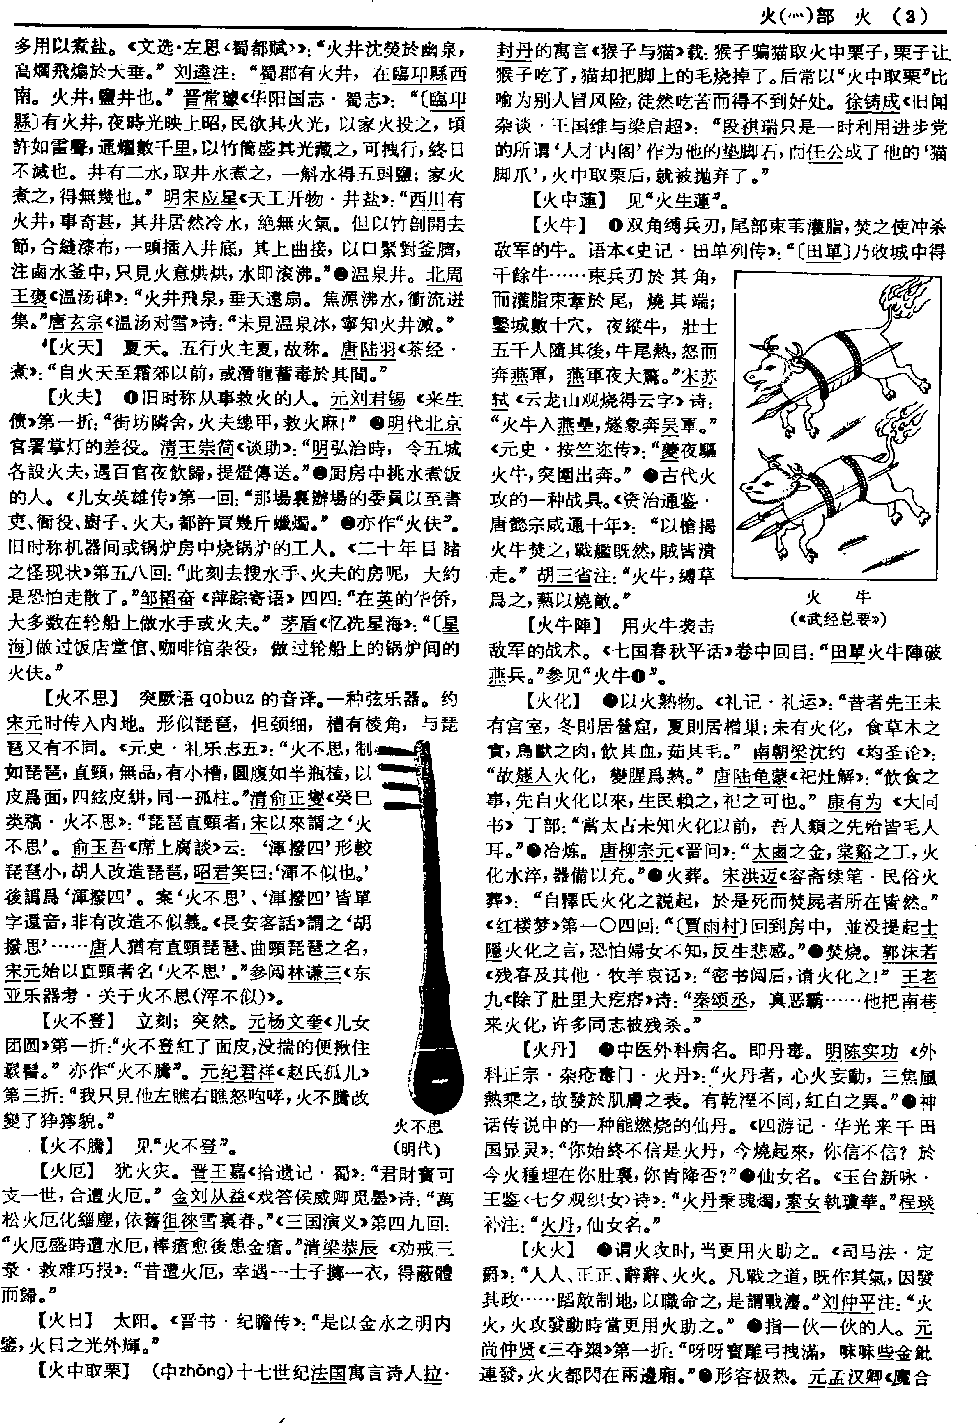 火(灬)部　火　(3)
多用以煮盐。《文选·左思〈蜀都赋〉》：“火井沈熒於幽泉，
高爓飛煽於天垂。”刘逵注：“蜀郡有火井，在臨邛縣西
南。火井，鹽井也。”晋常璩《华阳国志·蜀志》：“〔臨邛
縣〕有火井，夜時光映上昭，民欲其火光，以家火投之，頃
許如雷聲，通燿數千里，以竹筒盛其光藏之，可拽行，終日
不滅也。井有二水，取井火煮之，一斛水得五斗鹽；家火
煮之，得無幾也。”明宋应星《天工开物·井盐》：“西川有
火井，事奇甚，其井居然冷水，絶無火氣。但以竹剖開去
節，合縫漆布，一頭插入井底，其上曲接，以口緊對釜臍，
注鹵水釜中，只見火意烘烘，水即滚沸。”❷温泉井。北周
王褒《温汤碑》：“火井飛泉，垂天遠扇。焦源沸水，衝流迸
集。”唐玄宗《温汤对雪》诗：“未見温泉冰，寧知火井滅。”
【火天】　夏天。五行火主夏，故称。唐陆羽《茶经·
煮》：“自火天至霜郊以前，或潛龍蓄毒於其間。”
【火夫】　❶旧时称从事救火的人。元刘君锡《来生
债》第一折：“街坊隣舍，火夫總甲，救火麻！”❷明代北京
官署掌灯的差役。清王崇简《谈助》：“明弘治時，令五城
各設火夫，遇百官夜飲歸，提燈傳送。”❸厨房中挑水煮饭
的人。《儿女英雄传》第一回：“那場裏辦場的委員以至書
吏、衙役、廚子、火夫，都許買幾斤蠟燭。”❹亦作“火伕”。
旧时称机器间或锅炉房中烧锅炉的工人。《二十年目睹
之怪现状》第五八回：“此刻去搜水手、火夫的房呢，大约
是恐怕走散了。”邹韬奋《萍踪寄语》四四：“在英的华侨，
大多数在轮船上做水手或火夫。”茅盾《忆冼星海》：“〔星
海〕做过饭店堂倌、咖啡馆杂役，做过轮船上的锅炉间的
火伕。”
【火不思】　突厥语qobuz的音译。一种弦乐器。约
宋元时传入内地。形似琵琶，但颈细，槽有棱角，与琵
琶又有不同。《元史·礼乐志五》：“火不思，制
如琵琶，直頸，無品，有小槽，圓腹如半瓶榼，以
皮爲面，四絃皮絣，同一孤柱。”清俞正燮《癸巳
类稿·火不思》：“琵琶直頸者，宋以來謂之‘火
不思’。俞玉吾《席上腐談》云：‘渾撥四’形較
琵琶小，胡人改造琵琶，昭君笑曰：‘渾不似也。’
後譌爲‘渾撥四’。案‘火不思’、‘渾撥四’皆單
字還音，非有改造不似義。《長安客話》謂之‘胡
撥思’……唐人猶有直頸琵琶、曲頸琵琶之名，
宋元始以直頸者名‘火不思’。”参阅林谦三《东
亚乐器考·关于火不思(浑不似)》。
【火不登】　立刻；突然。元杨文奎《儿女
团圆》第一折：“火不登紅了面皮，没揣的便揪住
鬏髻。”亦作“火不腾”。元纪君祥《赵氏孤儿》
第三折：“我只見他左瞧右瞧怒咆哮，火不騰改
變了狰獰貌。”
火不思
(明代)
【火不騰】　见“火不登”。
【火厄】　犹火灾。晋王嘉《拾遗记·蜀》：“君財寶可
支一世，合遭火厄。”金刘从益《戏答侯威卿觅墨》诗：“萬
松火厄化緇塵，依舊徂徠雪裏春。”《三国演义》第四九回：
“火厄盛時遭水厄，棒瘡愈後患金瘡。”清梁恭辰《劝戒三
录·救难巧报》：“昔遭火厄，幸遇一士子擲一衣，得蔽體
而歸。”
【火日】　太阳。《晋书·纪瞻传》：“是以金水之明内
鑒，火日之光外輝。”
【火中取栗】　(中zhōng)十七世纪法国寓言诗人拉·
封丹的寓言《猴子与猫》载：猴子骗猫取火中栗子，栗子让
猴子吃了，猫却把脚上的毛烧掉了。后常以“火中取栗”比
喻为别人冒风险，徒然吃苦而得不到好处。徐铸成《旧闻
杂谈·王国维与梁启超》：“段祺瑞只是一时利用进步党
的所谓‘人才内阁’作为他的垫脚石，而任公成了他的‘猫
脚爪’，火中取栗后，就被抛弃了。”
【火中蓮】　见“火生蓮”。
【火牛】　❶双角缚兵刃，尾部束苇灌脂，焚之使冲杀
敌军的牛。语本《史记·田单列传》：“〔田單〕乃收城中得
千餘牛……束兵刃於其角，
而灌脂束葦於尾，燒其端；
鑿城數十穴，夜縱牛，壯士
五千人隨其後，牛尾熱，怒而
奔燕軍，燕軍夜大驚。”宋苏
轼《云龙山观烧得云字》诗：
“火牛入燕壘，燧象奔吴軍。”
《元史·按竺迩传》：“夔夜驅
火牛，突圍出奔。”❷古代火
攻的一种战具。《资治通鉴·
唐懿宗咸通十年》：“以槍揭
火牛焚之，戰艦既然，賊皆潰
走。”胡三省注：“火牛，縛草
爲之，爇以燒敵。”
火　牛
(《武经总要》)
【火牛陣】　用火牛袭击
敌军的战术。《七国春秋平话》卷中回目：“田單火牛陣破
燕兵。”参见“火牛❶”。
【火化】　❶以火熟物。《礼记·礼运》：“昔者先王未
有宫室，冬則居營窟，夏則居橧巢；未有火化，食草木之
實，鳥獸之肉，飲其血，茹其毛。”南朝梁沈约《均圣论》：
“故燧人火化，變腥爲熟。”唐陆龟蒙《祀灶解》：“飲食之
事，先自火化以來，生民賴之，祀之可也。”康有为《大同
书》丁部：“當太古未知火化以前，吾人類之先殆皆毛人
耳。”❷冶炼。唐柳宗元《晋问》：“太鹵之金，棠谿之工，火
化水淬，器備以充。”❸火葬。宋洪迈《容斋续笔·民俗火
葬》：“自釋氏火化之說起，於是死而焚屍者所在皆然。”
《红楼梦》第一〇四回：“〔賈雨村〕回到房中，並没提起士
隱火化之言，恐怕婦女不知，反生悲感。”❹焚烧。郭沫若
《残春及其他·牧羊哀话》：“密书阅后，请火化之！”王老
九《除了肚里大疙瘩》诗：“秦颂丞，真恶霸……他把南巷
来火化，许多同志被残杀。”
【火丹】　❶中医外科病名。即丹毒。明陈实功《外
科正宗·杂疮毒门·火丹》：“火丹者，心火妄動，三焦風
熱乘之，故發於肌膚之表。有乾溼不同，紅白之異。”❷神
话传说中的一种能燃烧的仙丹。《四游记·华光来千田
国显灵》：“你始終不信是火丹，今燒起來，你信不信？於
今火種埋在你肚裏，你肯降否？”❸仙女名。《玉台新咏·
王鉴〈七夕观织女〉诗》：“火丹秉瑰燭，素女執瓊華。”程琰
补注：“火丹，仙女名。”
【火火】　❶谓火攻时，当更用火助之。《司马法·定
爵》：“人人、正正、辭辭、火火。凡戰之道，既作其氣，因發
其政……蹈敵制地，以職命之，是謂戰灋。”刘仲平注：“火
火，火攻發動時當更用火助之。”❷指一伙一伙的人。元
尚仲贤《三夺槊》第一折：“呀呀寶雕弓拽滿，味味些金鈚
連發，火火都閃在兩邊廂。”❸形容极热。元孟汉卿《魔合